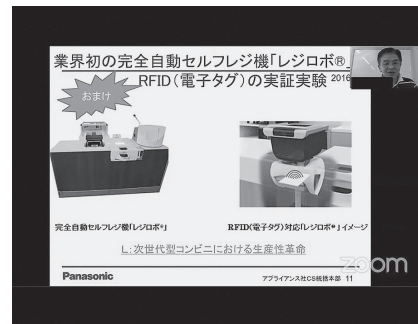 業界初の完全自動セルフレジ機「レジロボ®」
RFID(電子タグ)の実証実験 2016
おまけ
完全自動セルフレジ機「レジロボ®」
RFID(電子タグ)対応「レジロボ®」イメージ
L:次世代型コンビニにおける生産性革命
zoom
Panasonic
アプライアンス社CS統括本部 11